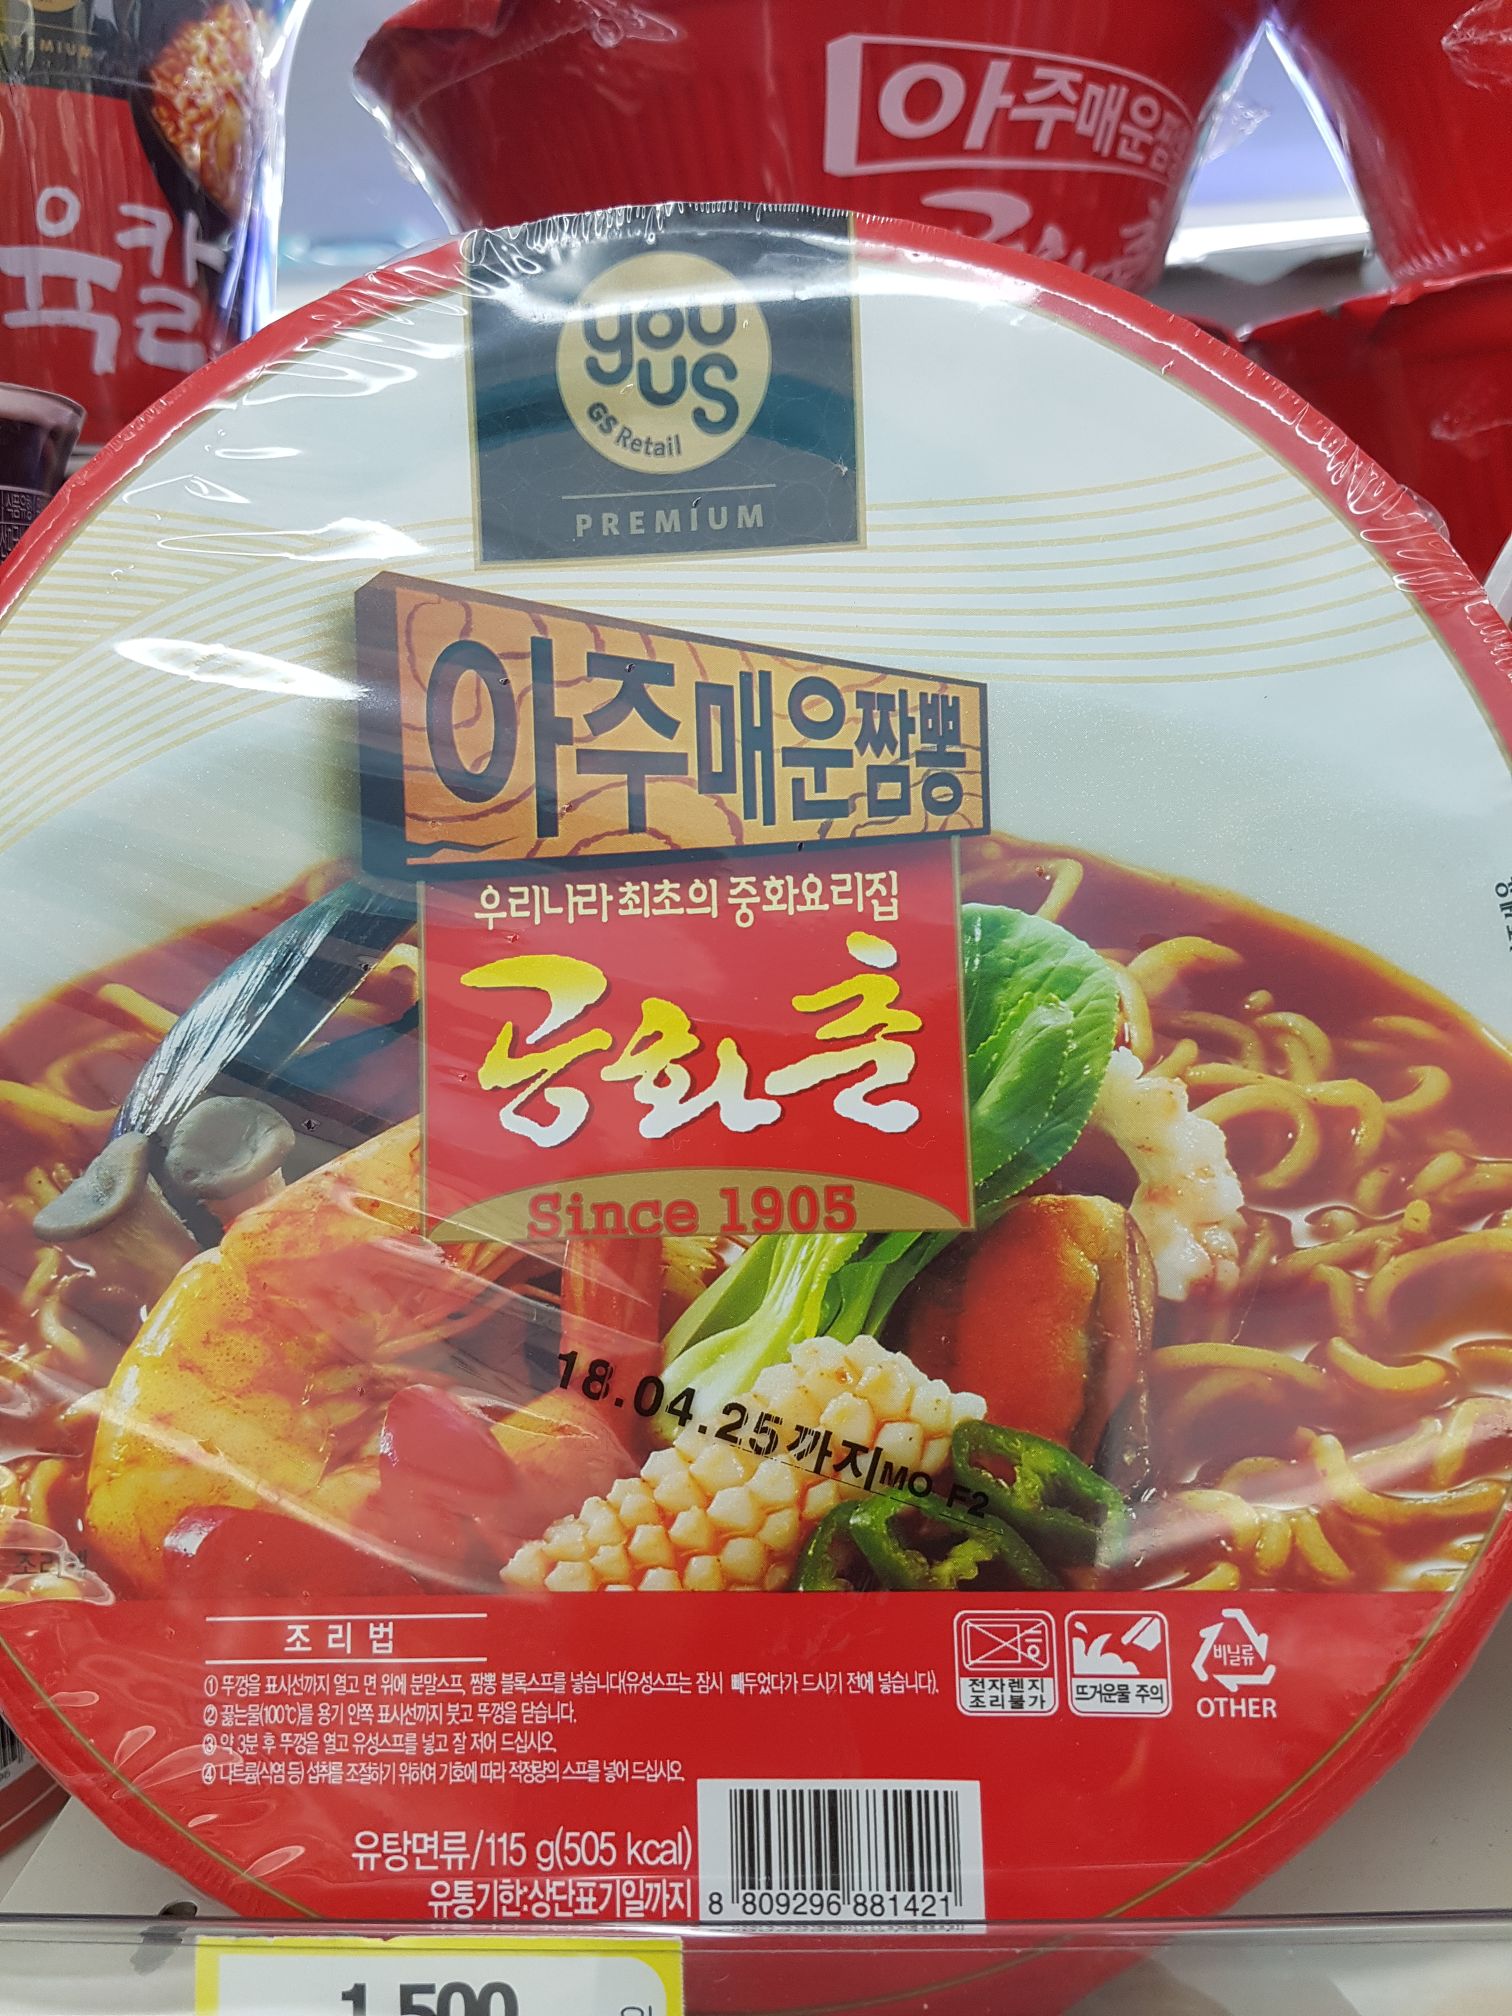 PREMIUM
육칼
아주매운짬
you
us
GS Retail
PREMIUM
아주매운짬뽕
우리나라 최초의 중화요리집
공화춘
Since 1905
18.04.25까지MO F2
조리예
조리법
① 뚜껑을 표시선까지 열고 면 위에 분말스프, 짬뽕 블록스프를 넣습니다(유성스프는 잠시 빼두었다가 드시기 전에 넣습니다).
② 끓는물(100℃)를 용기 안쪽 표시선까지 붓고 뚜껑을 닫습니다.
③ 약 3분 후 뚜껑을 열고 유성스프를 넣고 잘 저어 드십시오.
④ 나트륨(식염 등) 섭취를 조절하기 위하여 기호에 따라 적정량의 스프를 넣어 드십시오.
전자렌지
조리불가
뜨거운물 주의
비닐류
OTHER
유탕면류/115 g(505 kcal)
유통기한:상단표기일까지
8 809296 881421
1,500